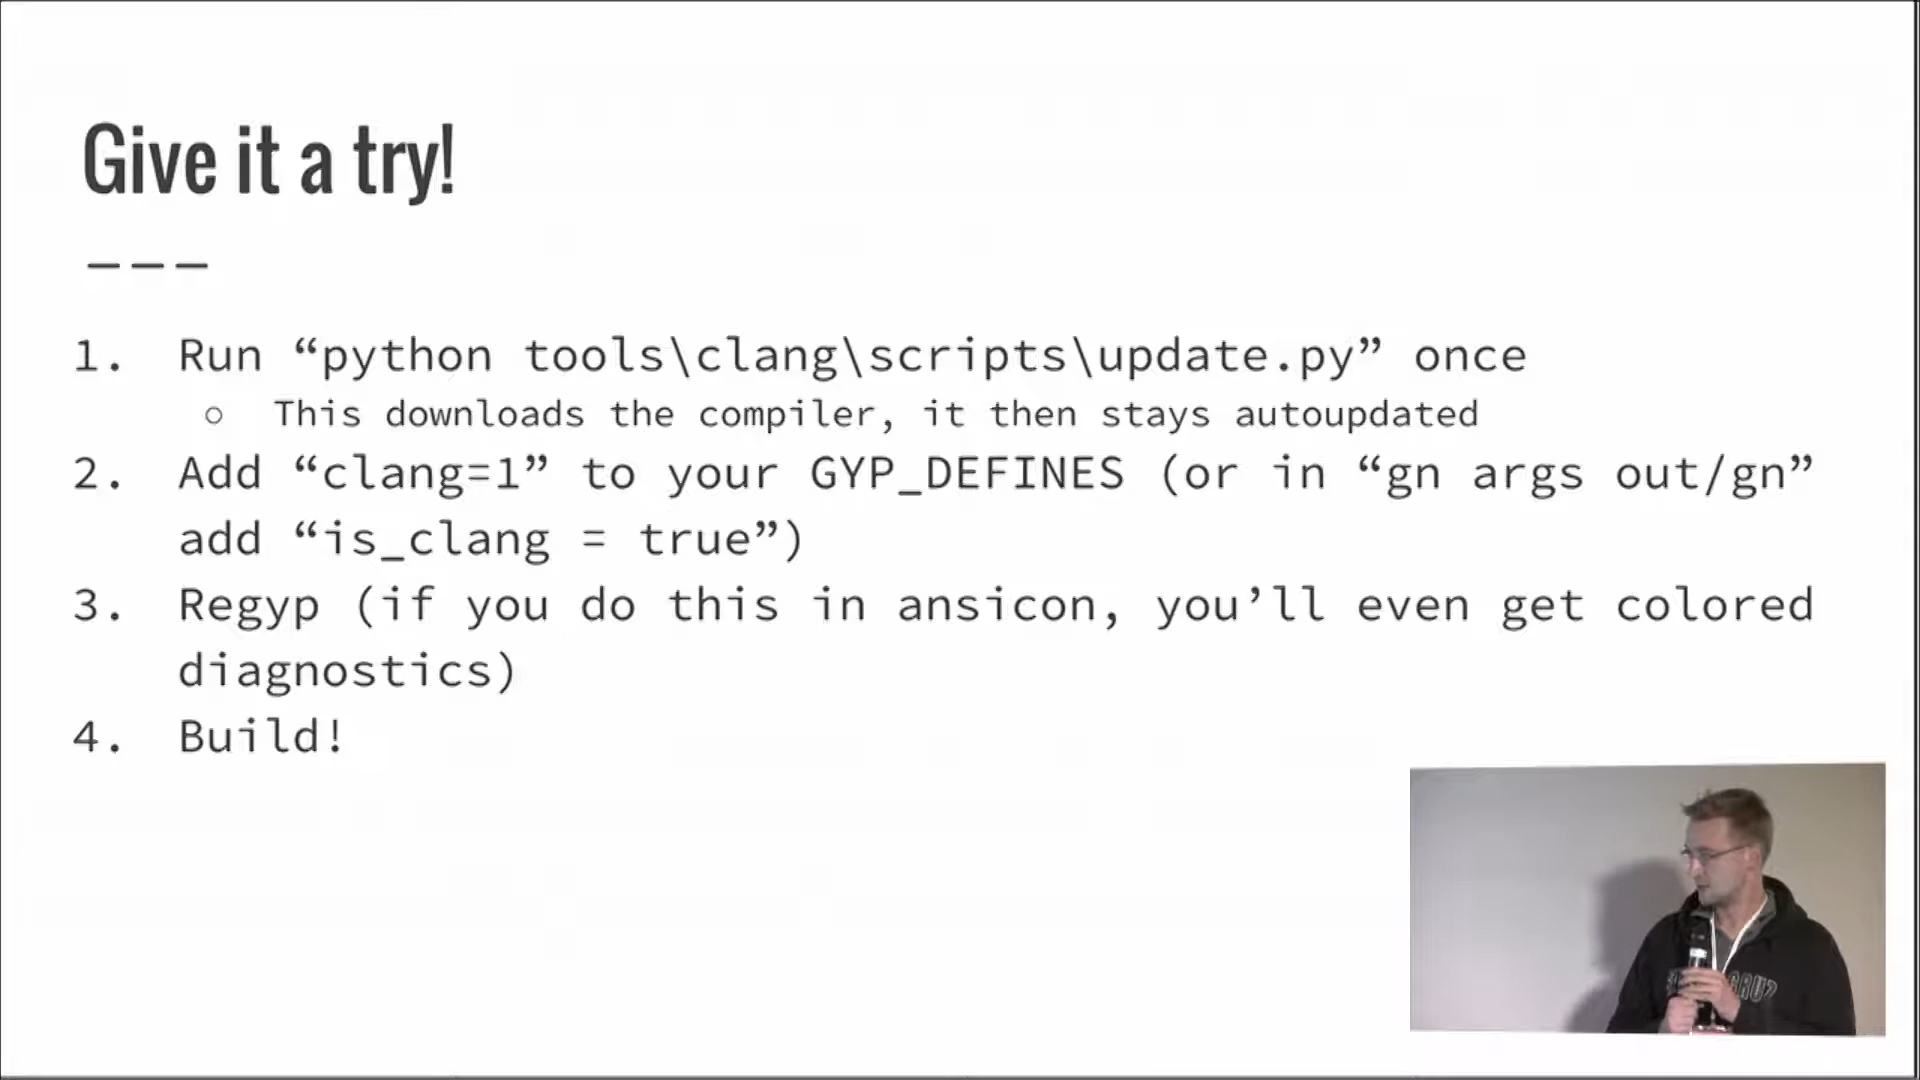 Give it a try!
1. Run “python tools\clang\scripts\update.py” once
○ This downloads the compiler, it then stays autoupdated
2. Add “clang=1” to your GYP_DEFINES (or in “gn args out/gn”
add “is_clang = true”)
3. Regyp (if you do this in ansicon, you’ll even get colored
diagnostics)
4. Build!